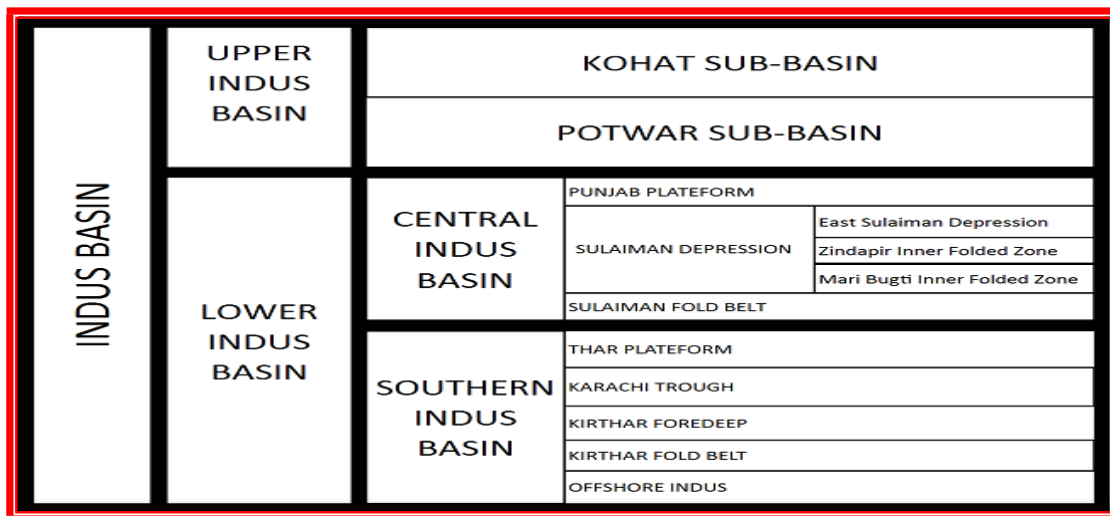 INDUS BASIN
UPPER
INDUS
BASIN
KOHAT SUB-BASIN
POTWAR SUB-BASIN
LOWER
INDUS
BASIN
CENTRAL
INDUS
BASIN
PUNJAB PLATEFORM
SULAIMAN DEPRESSION
East Sulaiman Depression
Zindapir Inner Folded Zone
Mari Bugti Inner Folded Zone
SULAIMAN FOLD BELT
SOUTHERN
INDUS
BASIN
THAR PLATEFORM
KARACHI TROUGH
KIRTHAR FOREDEEP
KIRTHAR FOLD BELT
OFFSHORE INDUS